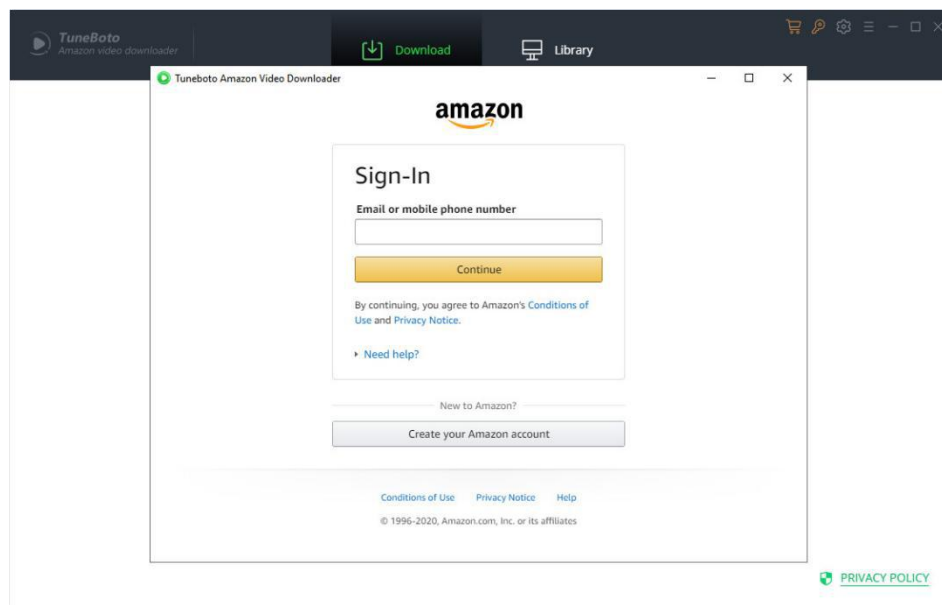 TuneBoto
Amazon video downloader
Download
Library
Tuneboto Amazon Video Downloader
amazon
Sign-In
Email or mobile phone number
Continue
By continuing, you agree to Amazon's Conditions of
Use and Privacy Notice.
Need help?
New to Amazon?
Create your Amazon account
Conditions of Use Privacy Notice Help
© 1996-2020, Amazon.com, Inc. or its affiliates
PRIVACY POLICY